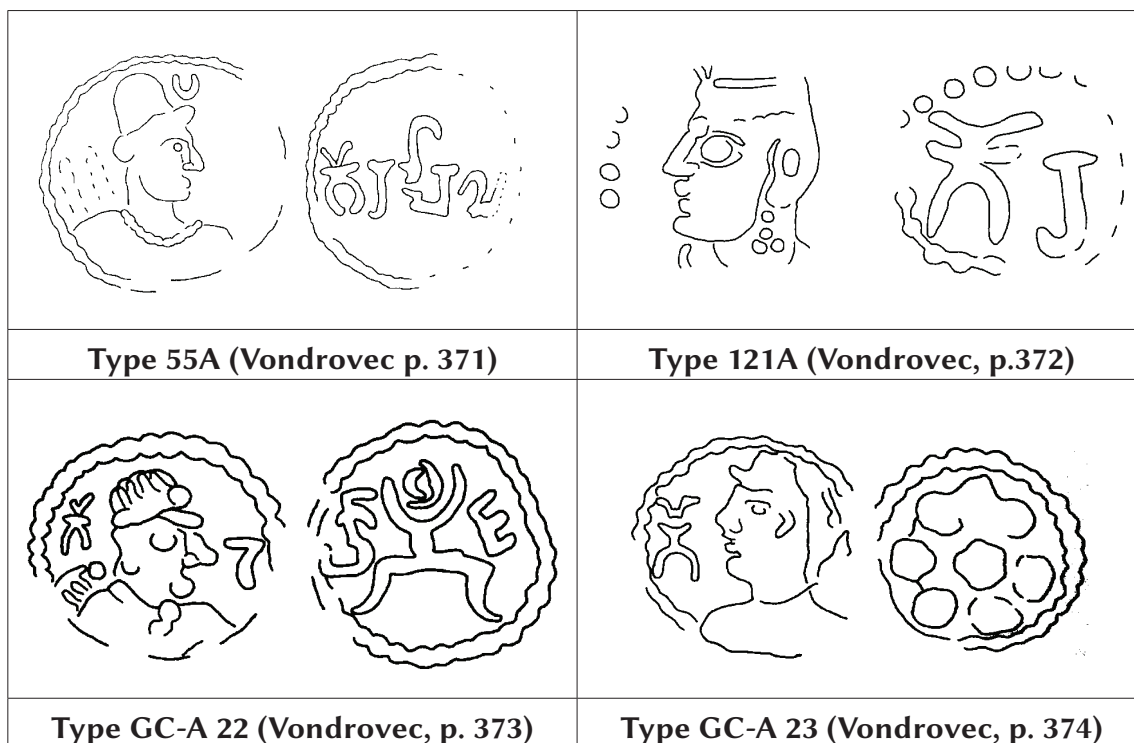 Type 55A (Vondrovec p. 371)
Type 121A (Vondrovec, p.372)
Type GC-A 22 (Vondrovec, p. 373)
Type GC-A 23 (Vondrovec, p. 374)